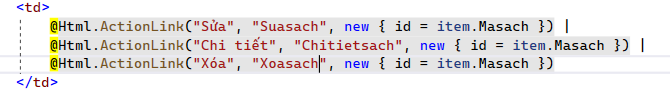 <td>
@Html.ActionLink("Sửa", "Suasach", new { id = item.Masach }) |
@Html.ActionLink("Chi tiết", "Chitietsach", new { id = item.Masach }) |
@Html.ActionLink("Xóa", "Xoasach", new { id = item.Masach })
</td>